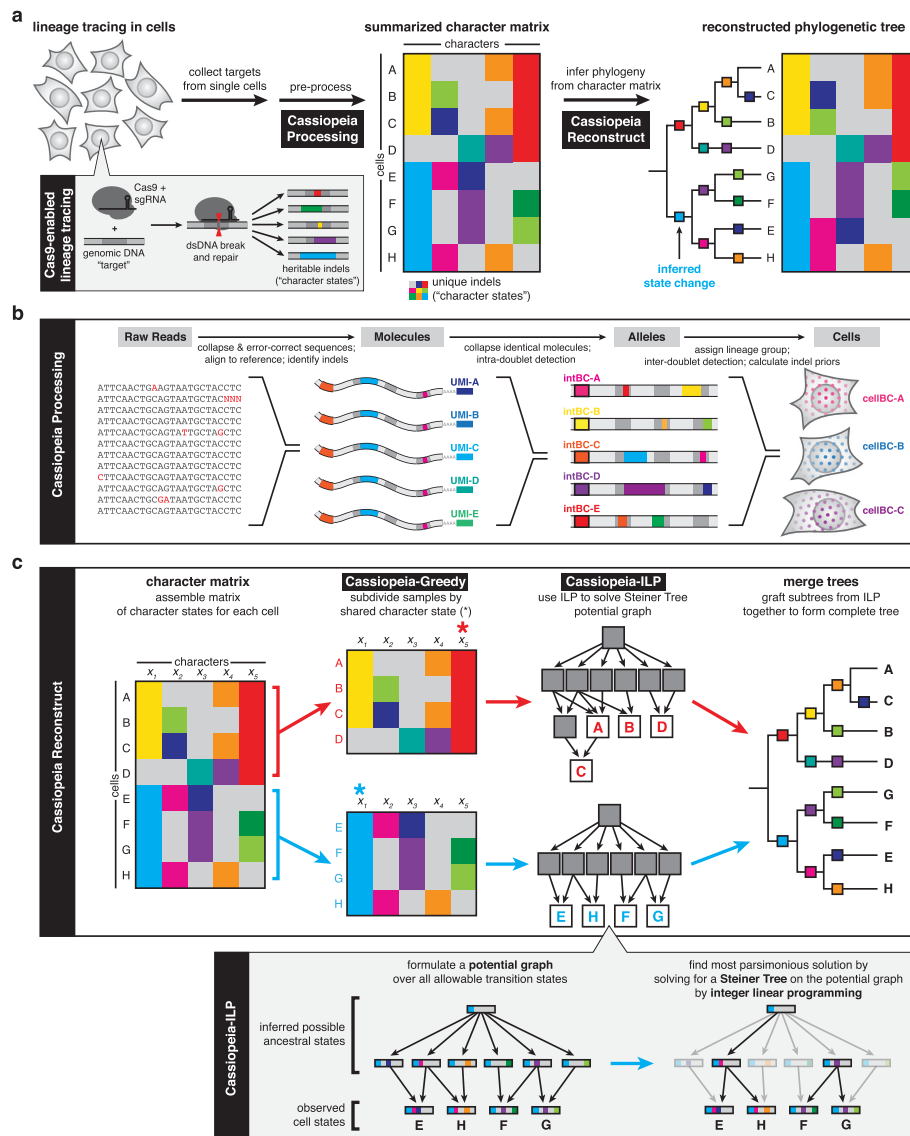 a
lineage tracing in cells
collect targets
from single cells
pre-process
Cassiopeia
Processing
summarized character matrix
characters
cells
A
B
C
D
E
F
G
H
unique indels
("character states")
infer phylogeny
from character matrix
Cassiopeia
Reconstruct
reconstructed phylogenetic tree
A
C
B
D
G
F
E
H
inferred
state change
Cas9-enabled
lineage tracing
Cas9 +
sgRNA
+
genomic DNA
"target"
dsDNA break
and repair
heritable indels
("character states")
b
Cassiopeia Processing
Raw Reads
collapse & error-correct sequences;
align to reference; identify indels
Molecules
collapse identical molecules;
intra-doublet detection
Alleles
assign lineage group;
inter-doublet detection; calculate indel priors
Cells
ATTCAACTGAAGTAATGCTACCTC
ATTCAACTGCAGTAATGCTACNNN
ATTCAACTGCAGTAATGCTACCTC
ATTCAACTGCAGTAATGCTACCTC
ATTCAACTGCAGTATTGCTAGCTC
ATTCAACTGCAGTAATGCTACCTC
ATTCAACTGCAGTAATGCTACCTC
CTTCAACTGCAGTAATGCTACCTC
ATTCAACTGCAGTAATGCTAGCTC
ATTCAACTGCGATAATGCTACCTC
ATTCAACTGCAGTAATGCTACCTC
AAAA
UMI-A
AAAA
UMI-B
AAAA
UMI-C
AAAA
UMI-D
AAAA
UMI-E
intBC-A
intBC-B
intBC-C
intBC-D
intBC-E
cellBC-A
cellBC-B
cellBC-C
c
Cassiopeia Reconstruct
character matrix
assemble matrix
of character states for each cell
characters
x1 x2 x3 x4 x5
cells
A
B
C
D
E
F
G
H
Cassiopeia-Greedy
subdivide samples by
shared character state (*)
*
x1 x2 x3 x4 x5
A
B
C
D
*
x1 x2 x3 x4 x5
E
F
G
H
Cassiopeia-ILP
use ILP to solve Steiner Tree
potential graph
A B D
C
E H F G
merge trees
graft subtrees from ILP
together to form complete tree
A
C
B
D
G
F
E
H
Cassiopeia-ILP
formulate a potential graph
over all allowable transition states
inferred possible
ancestral states
observed
cell states
E H F G
find most parsimonious solution by
solving for a Steiner Tree on the potential graph
by integer linear programming
E H F G